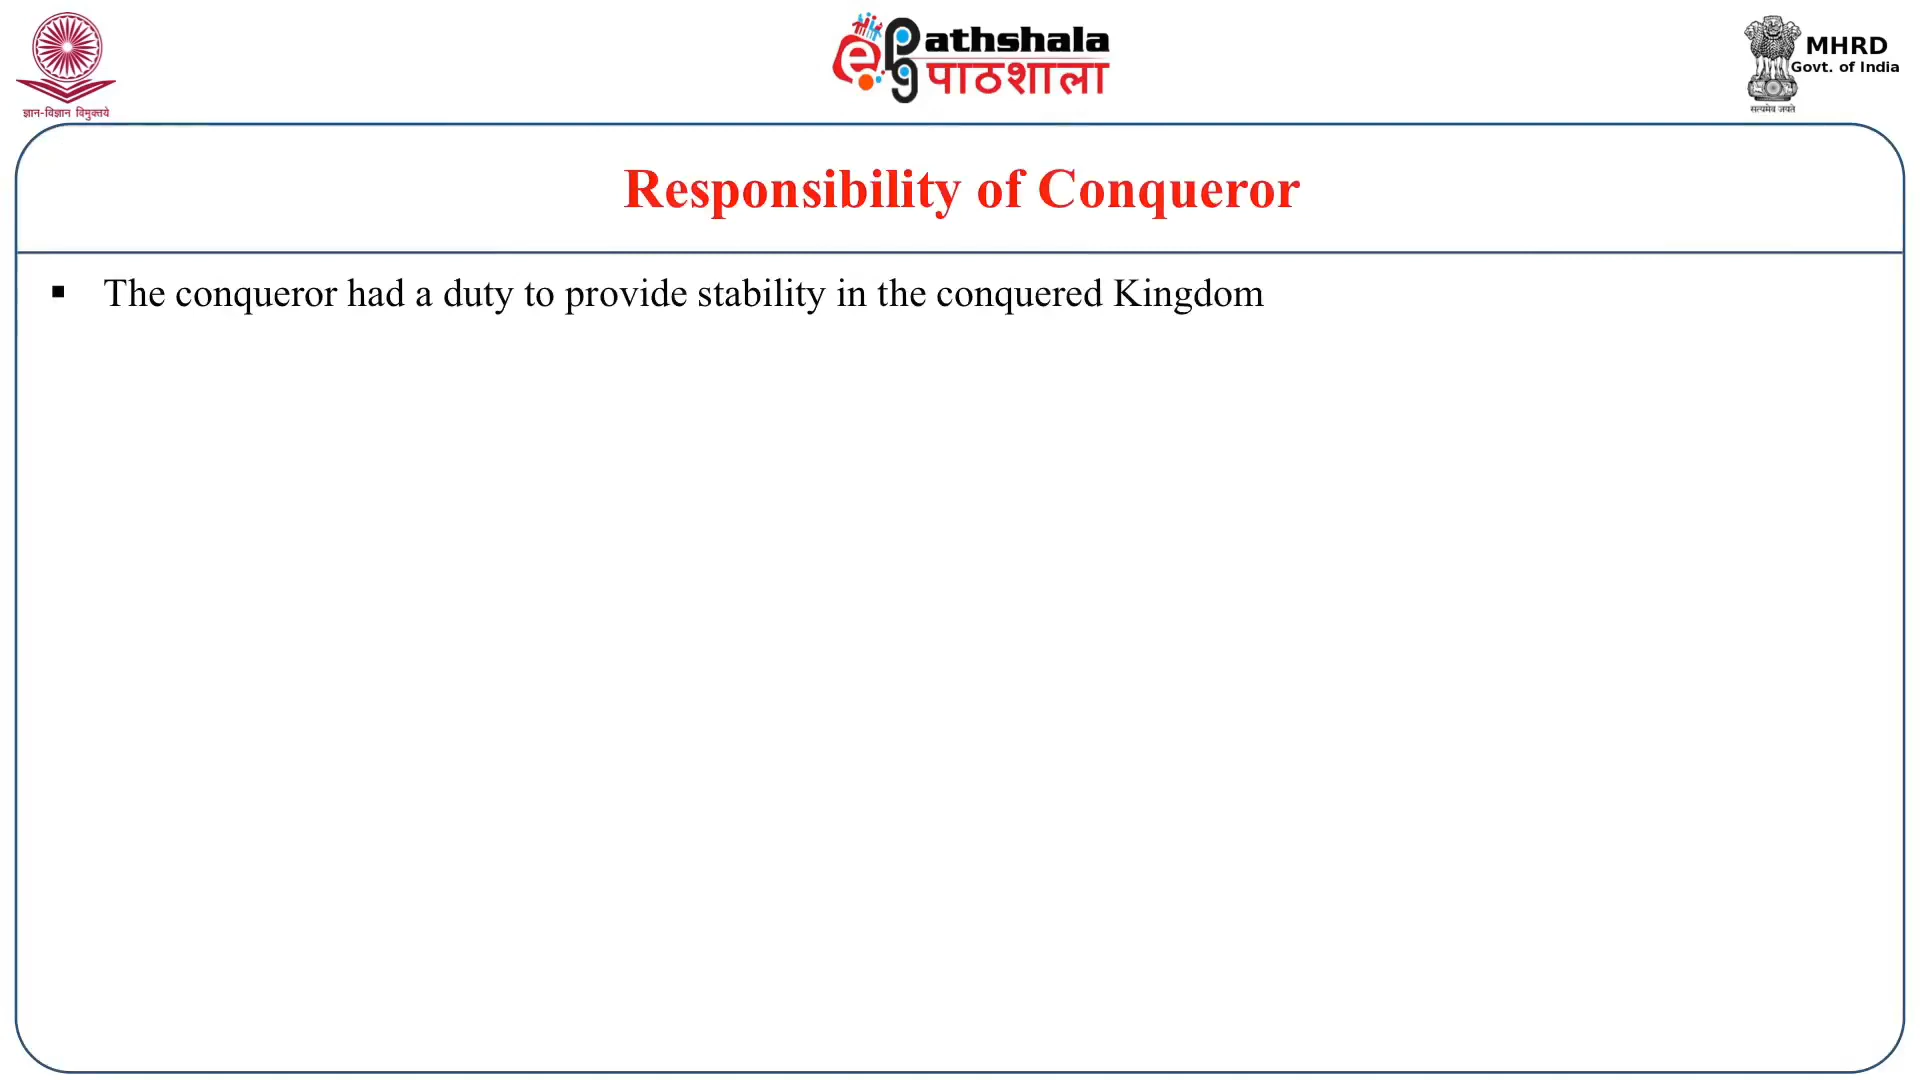 ज्ञान-विज्ञान विमुक्तये
ePathshala
पाठशाला
MHRD
Govt. of India
सत्यमेव जयते
Responsibility of Conqueror
▪ The conqueror had a duty to provide stability in the conquered Kingdom